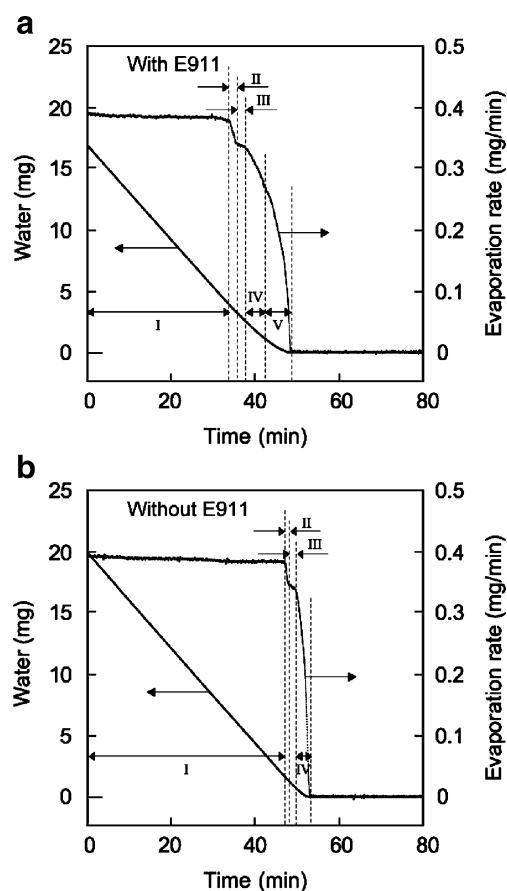 a
With E911
25
20
15
10
5
0
Water (mg)
0.5
0.4
0.3
0.2
0.1
0
Evaporation rate (mg/min)
II
III
IV
I
V
0 20 40 60 80
Time (min)
b
Without E911
25
20
15
10
5
0
Water (mg)
0.5
0.4
0.3
0.2
0.1
0
Evaporation rate (mg/min)
II
III
I
IV
0 20 40 60 80
Time (min)